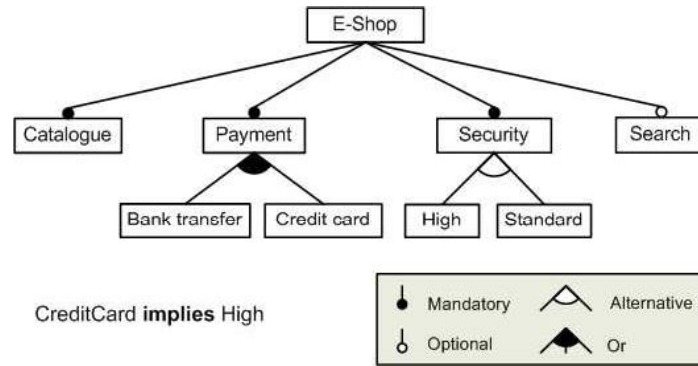 E-Shop
Catalogue Payment Security Search
Bank transfer Credit card High Standard
CreditCard implies High
Mandatory Alternative
Optional Or